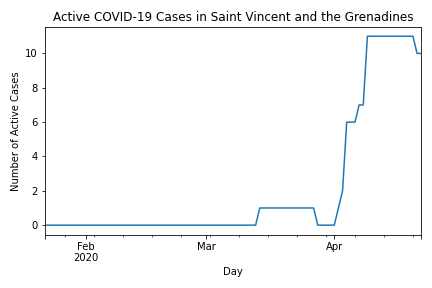 Active COVID-19 Cases in Saint Vincent and the Grenadines
Number of Active Cases
10
8
6
4
2
0
Feb
2020
Mar
Apr
Day